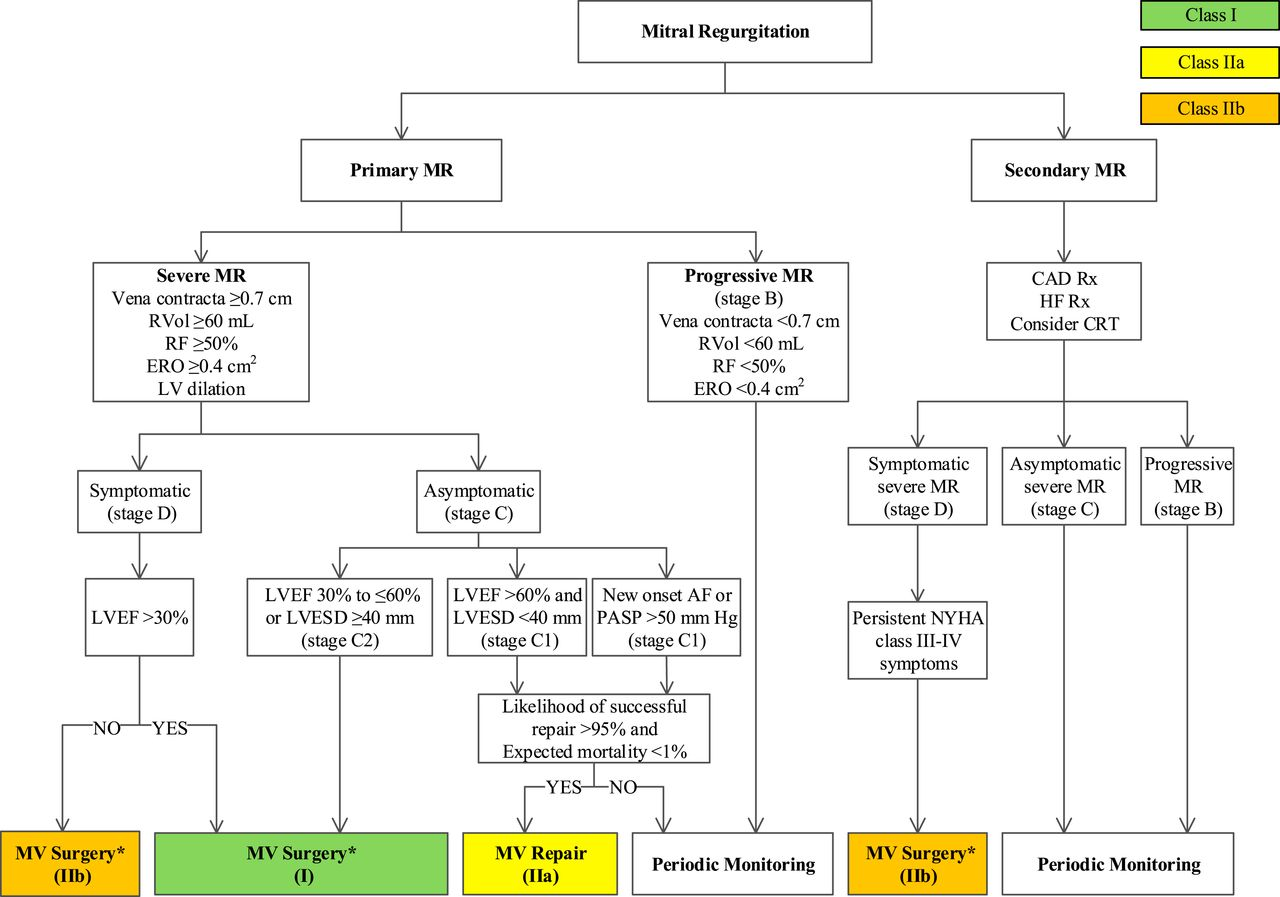 Mitral Regurgitation
Class I
Class IIa
Class IIb
Primary MR
Secondary MR
Severe MR
Vena contracta ≥0.7 cm
RVol ≥60 mL
RF ≥50%
ERO ≥0.4 cm²
LV dilation
Progressive MR
(stage B)
Vena contracta <0.7 cm
RVol <60 mL
RF <50%
ERO <0.4 cm²
CAD Rx
HF Rx
Consider CRT
Symptomatic
(stage D)
Asymptomatic
(stage C)
Symptomatic
severe MR
(stage D)
Asymptomatic
severe MR
(stage C)
Progressive
MR
(stage B)
LVEF >30%
LVEF 30% to ≤60%
or LVESD ≥40 mm
(stage C2)
LVEF >60% and
LVESD <40 mm
(stage C1)
New onset AF or
PASP >50 mm Hg
(stage C1)
Persistent NYHA
class III-IV
symptoms
Likelihood of successful
repair >95% and
Expected mortality <1%
NO
YES
YES
NO
MV Surgery*
(IIb)
MV Surgery*
(I)
MV Repair
(IIa)
Periodic Monitoring
MV Surgery*
(IIb)
Periodic Monitoring